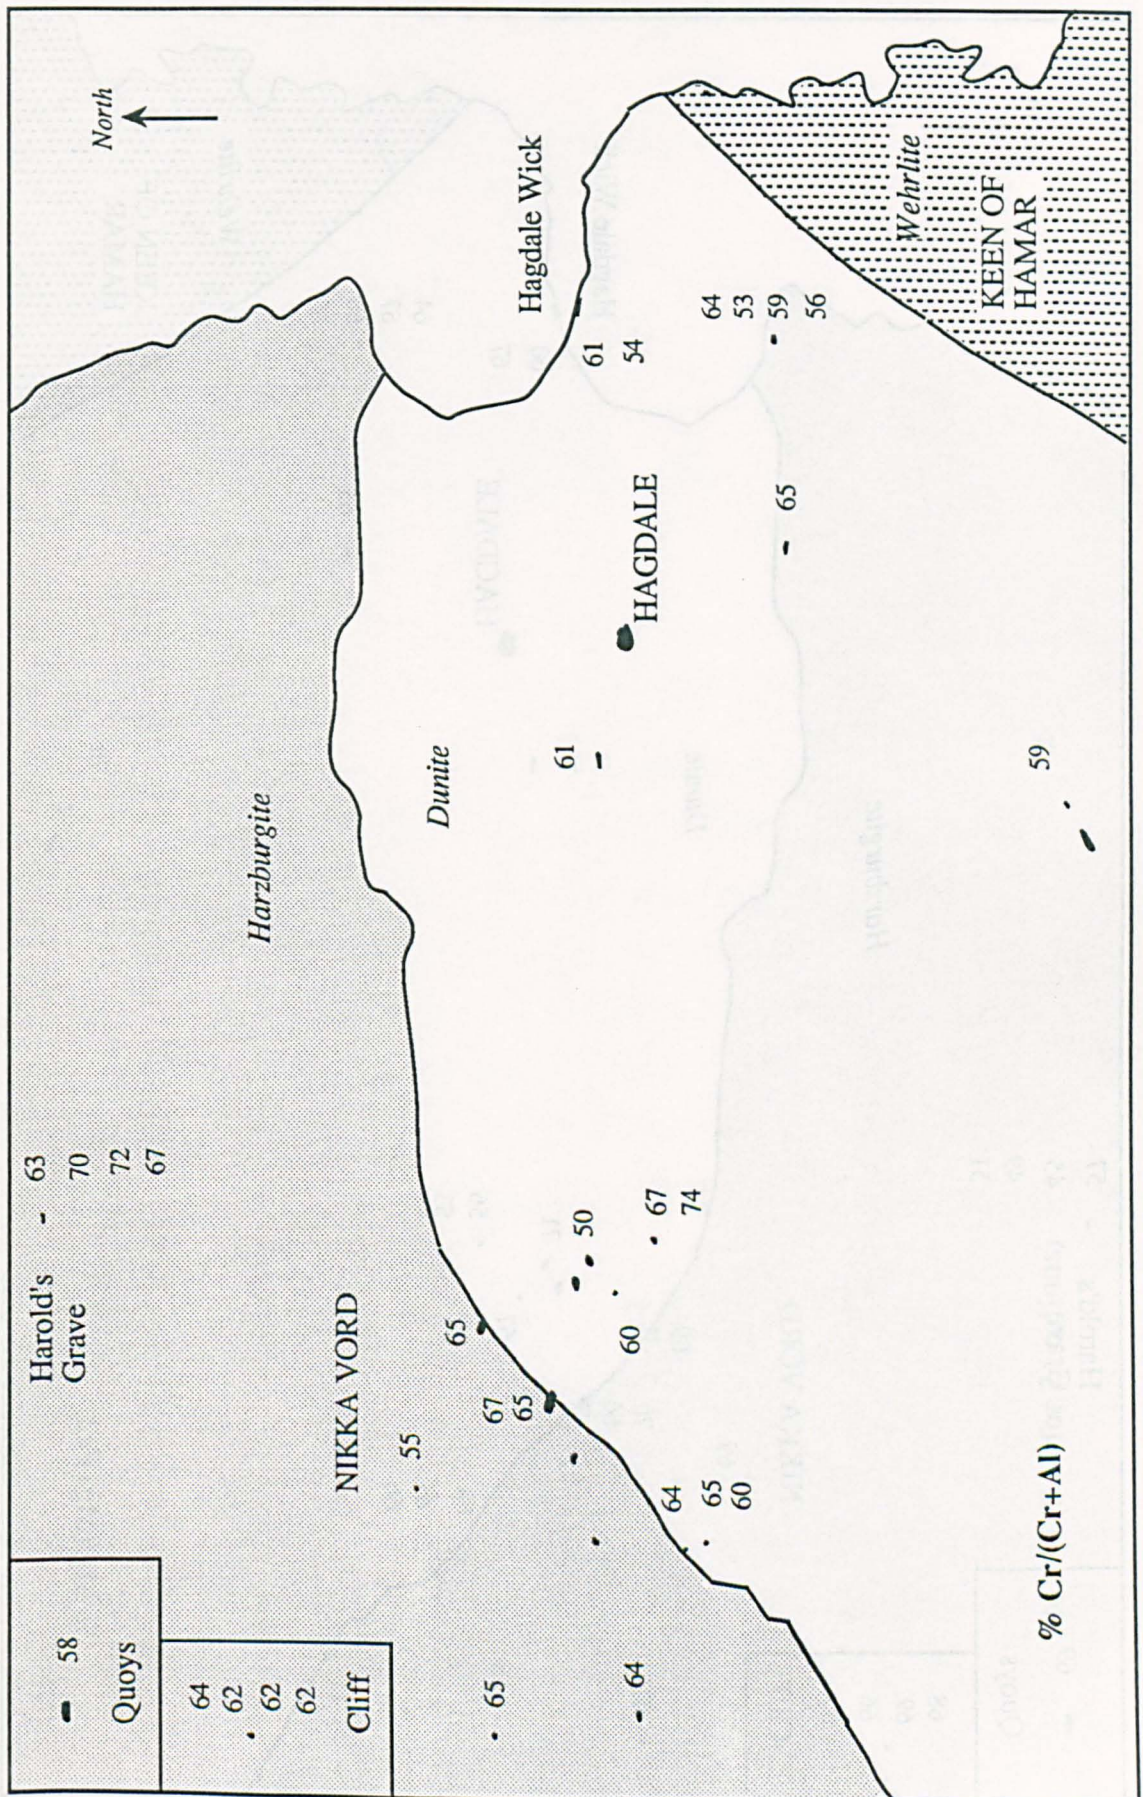 58
Quoys
64
62
62
62
Cliff
65
64
Harold's
Grave
63
70
72
67
NIKKA VORD
55
67
65
65
64
65
60
50
60
67
74
Harzburgite
Dunite
61
HAGDALE
65
59
North
Hagdale Wick
61
54
64
53
59
56
Wehrlite
KEEN OF
HAMAR
% Cr/(Cr+Al)